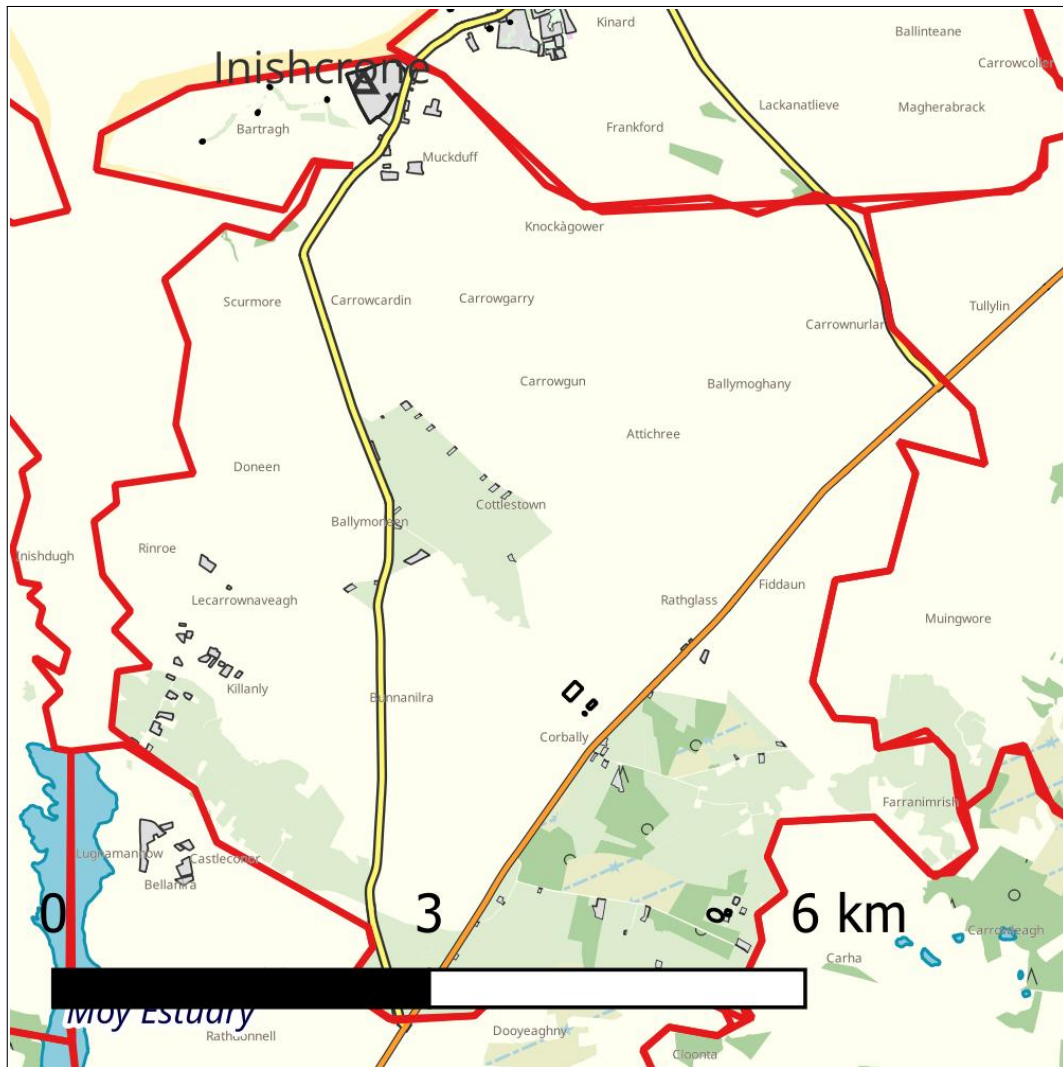 Kinard
Ballinteane
Carrowcoller
Inishcrone
Lackanatlieve
Magherabrack
Bartragh
Frankford
Muckduff
Knockàgower
Scurmore
Carrowcardin
Carrowgarry
Tullylin
Carrownurlar
Carrowgun
Ballymoghany
Attichree
Doneen
Cottlestown
Ballymoneen
Rinroe
Inishdugh
Fiddaun
Lecarrownaveagh
Rathglass
Muingwore
Killanly
Bunnanilra
Corbally
Farranimrish
Lugnamannow
Castleconor
Bellanira
0
3
6 km
Carrowleagh
Carha
Moy Estuary
Rathdonnell
Dooyeaghny
Cloonta